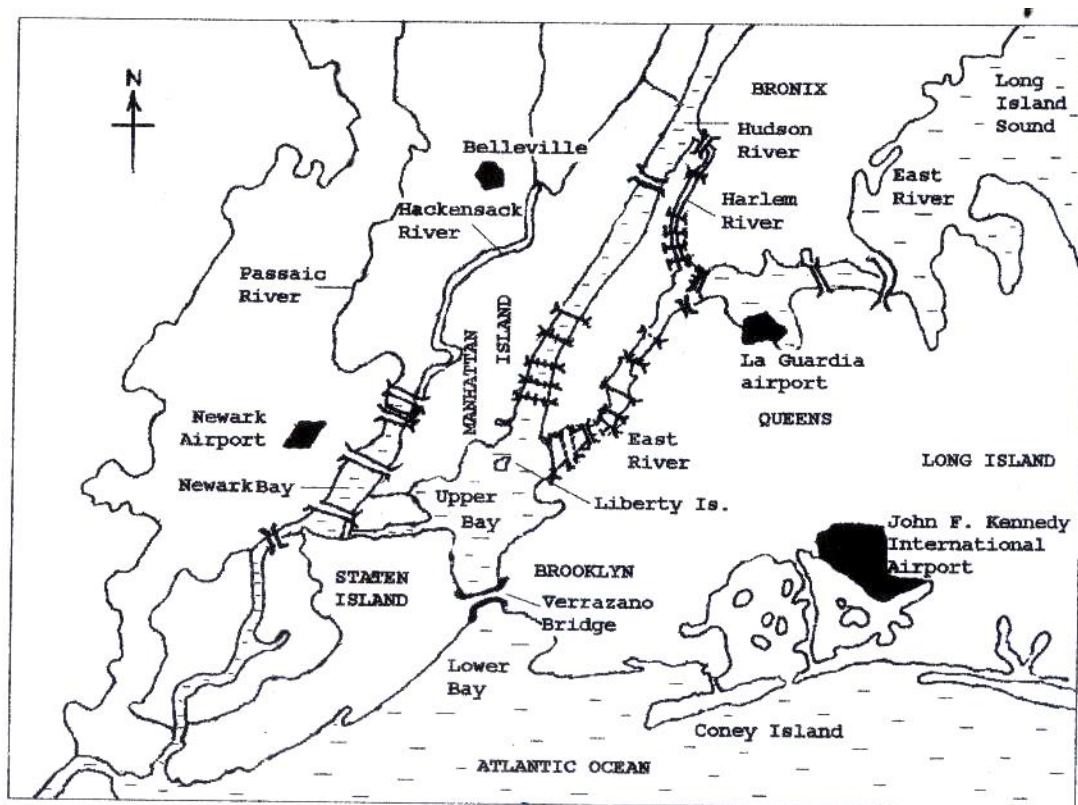 N
BRONIX
Long
Island
Sound
Hudson
River
Belleville
East
River
Harlem
River
Hackensack
River
Passaic
River
MANHATTAN
ISLAND
La Guardia
airport
Newark
Airport
QUEENS
East
River
LONG ISLAND
Newark Bay
Upper
Bay
Liberty Is.
John F. Kennedy
International
Airport
STATEN
ISLAND
BROOKLYN
Verrazano
Bridge
Lower
Bay
Coney Island
ATLANTIC OCEAN